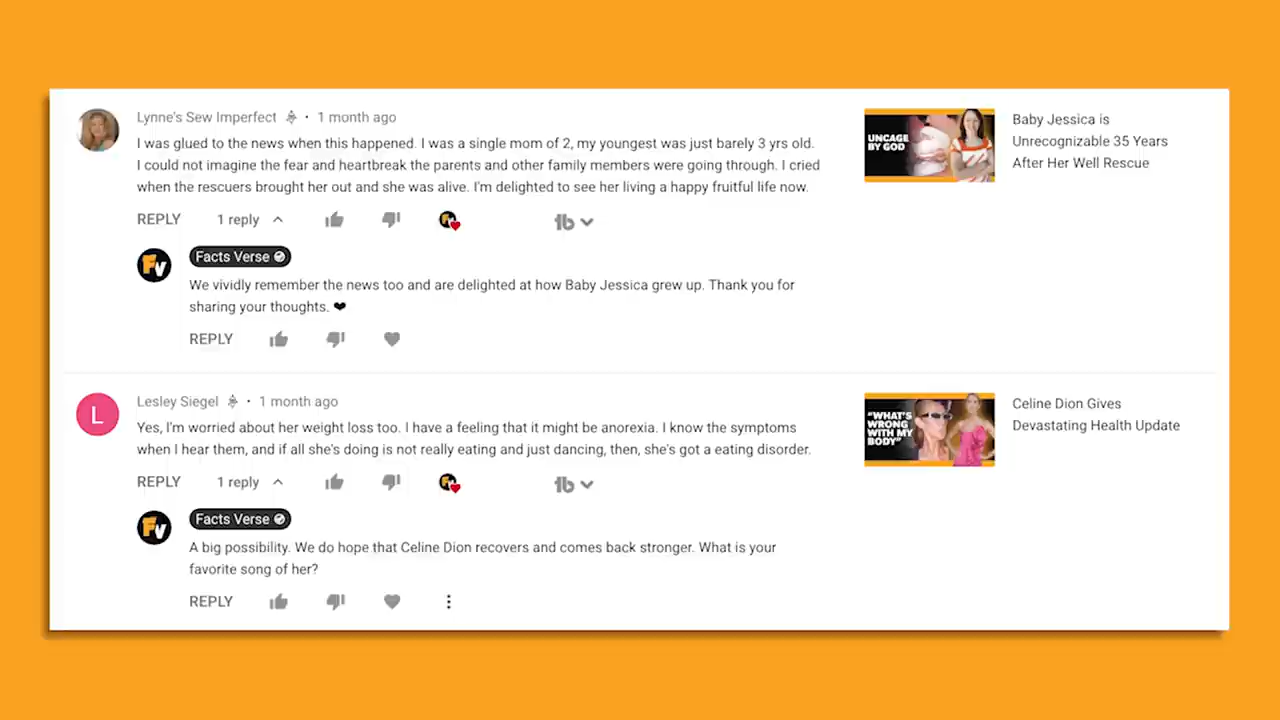 Lynne's Sew Imperfect · 1 month ago
I was glued to the news when this happened. I was a single mom of 2, my youngest was just barely 3 yrs old.
I could not imagine the fear and heartbreak the parents and other family members were going through. I cried
when the rescuers brought her out and she was alive. I'm delighted to see her living a happy fruitful life now.
REPLY 1 reply
UNCAGE
BY GOD
Baby Jessica is
Unrecognizable 35 Years
After Her Well Rescue
FV
Facts Verse
We vividly remember the news too and are delighted at how Baby Jessica grew up. Thank you for
sharing your thoughts. ❤
REPLY
L
Lesley Siegel · 1 month ago
Yes, I'm worried about her weight loss too. I have a feeling that it might be anorexia. I know the symptoms
when I hear them, and if all she's doing is not really eating and just dancing, then, she's got a eating disorder.
REPLY 1 reply
"WHAT'S
WRONG
WITH MY
BODY"
Celine Dion Gives
Devastating Health Update
FV
Facts Verse
A big possibility. We do hope that Celine Dion recovers and comes back stronger. What is your
favorite song of her?
REPLY